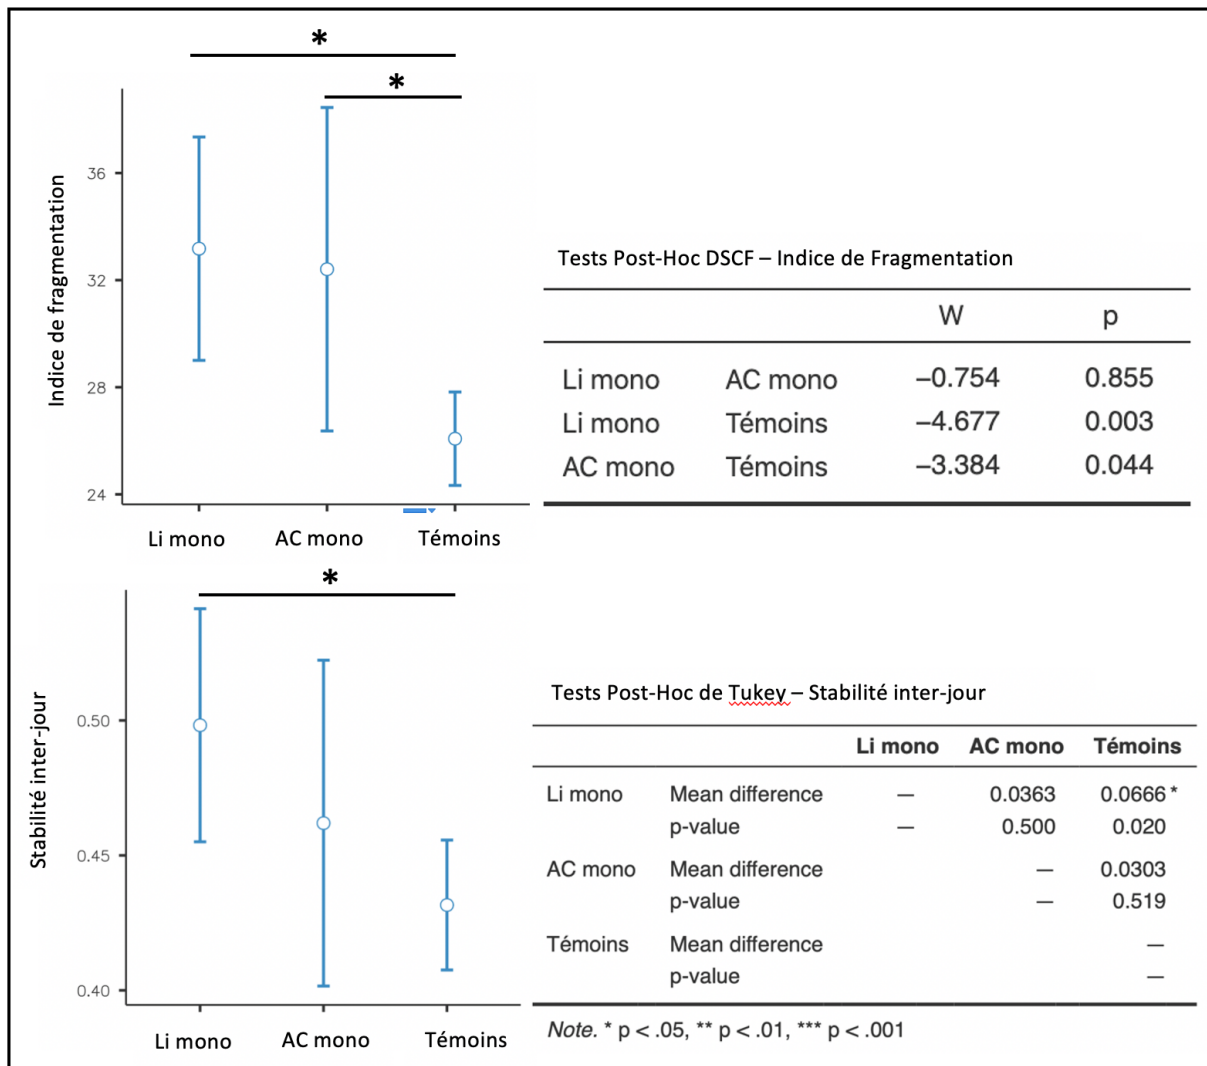 *
*
36
32
28
24
Indice de fragmentation
Li mono AC mono Témoins
Tests Post-Hoc DSCF – Indice de Fragmentation
W p
Li mono AC mono –0.754 0.855
Li mono Témoins –4.677 0.003
AC mono Témoins –3.384 0.044
*
0.50
0.45
0.40
Stabilité inter-jour
Li mono AC mono Témoins
Tests Post-Hoc de Tukey – Stabilité inter-jour
Li mono AC mono Témoins
Li mono Mean difference — 0.0363 0.0666 *
p-value — 0.500 0.020
AC mono Mean difference — 0.0303
p-value — 0.519
Témoins Mean difference —
p-value —
Note. * p < .05, ** p < .01, *** p < .001